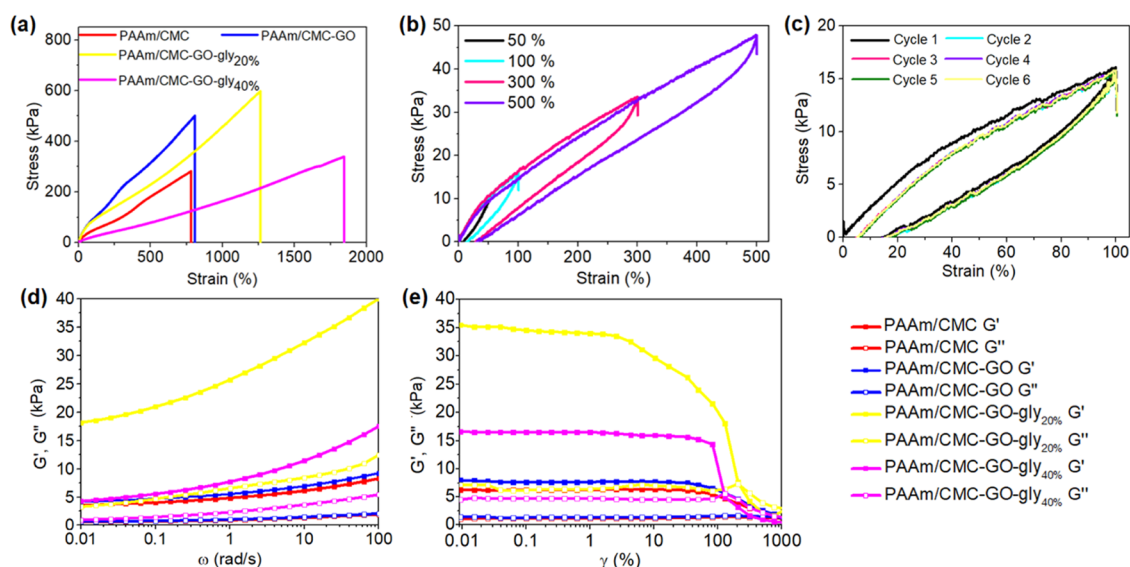 (a)
PAAm/CMC PAAm/CMC-GO
PAAm/CMC-GO-gly20%
PAAm/CMC-GO-gly40%
800
600
400
200
0
Stress (kPa)
0 500 1000 1500 2000
Strain (%)
(b)
50 %
100 %
300 %
500 %
50
40
30
20
10
0
Stress (kPa)
0 100 200 300 400 500
Strain (%)
(c)
Cycle 1 Cycle 2
Cycle 3 Cycle 4
Cycle 5 Cycle 6
20
15
10
5
0
Stress (kPa)
0 20 40 60 80 100
Strain (%)
(d)
40
35
30
25
20
15
10
5
0
G', G'' (kPa)
0.01 0.1 1 10 100
ω (rad/s)
(e)
40
35
30
25
20
15
10
5
0
G', G'' (kPa)
0.01 0.1 1 10 100 1000
γ (%)
PAAm/CMC G'
PAAm/CMC G''
PAAm/CMC-GO G'
PAAm/CMC-GO G''
PAAm/CMC-GO-gly20% G'
PAAm/CMC-GO-gly20% G''
PAAm/CMC-GO-gly40% G'
PAAm/CMC-GO-gly40% G''